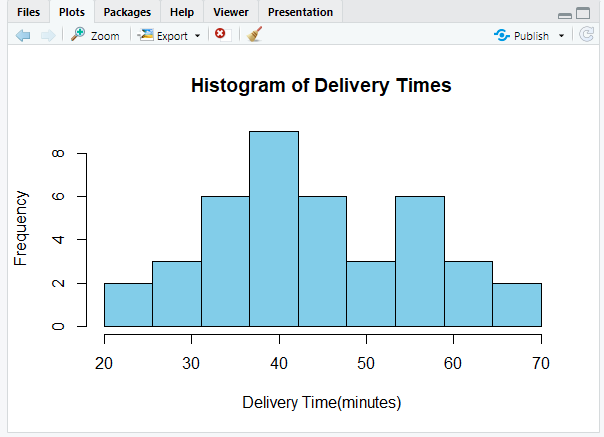 Files Plots Packages Help Viewer Presentation
Zoom Export Publish
Histogram of Delivery Times
Frequency
8
6
4
2
0
20 30 40 50 60 70
Delivery Time(minutes)